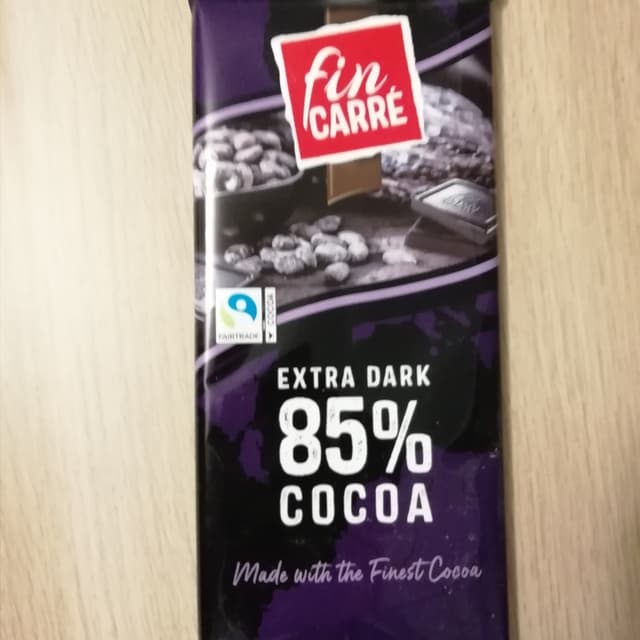 fin
CARRÉ
FAIRTRADE
COCOA
EXTRA DARK
85%
COCOA
Made with the Finest Cocoa